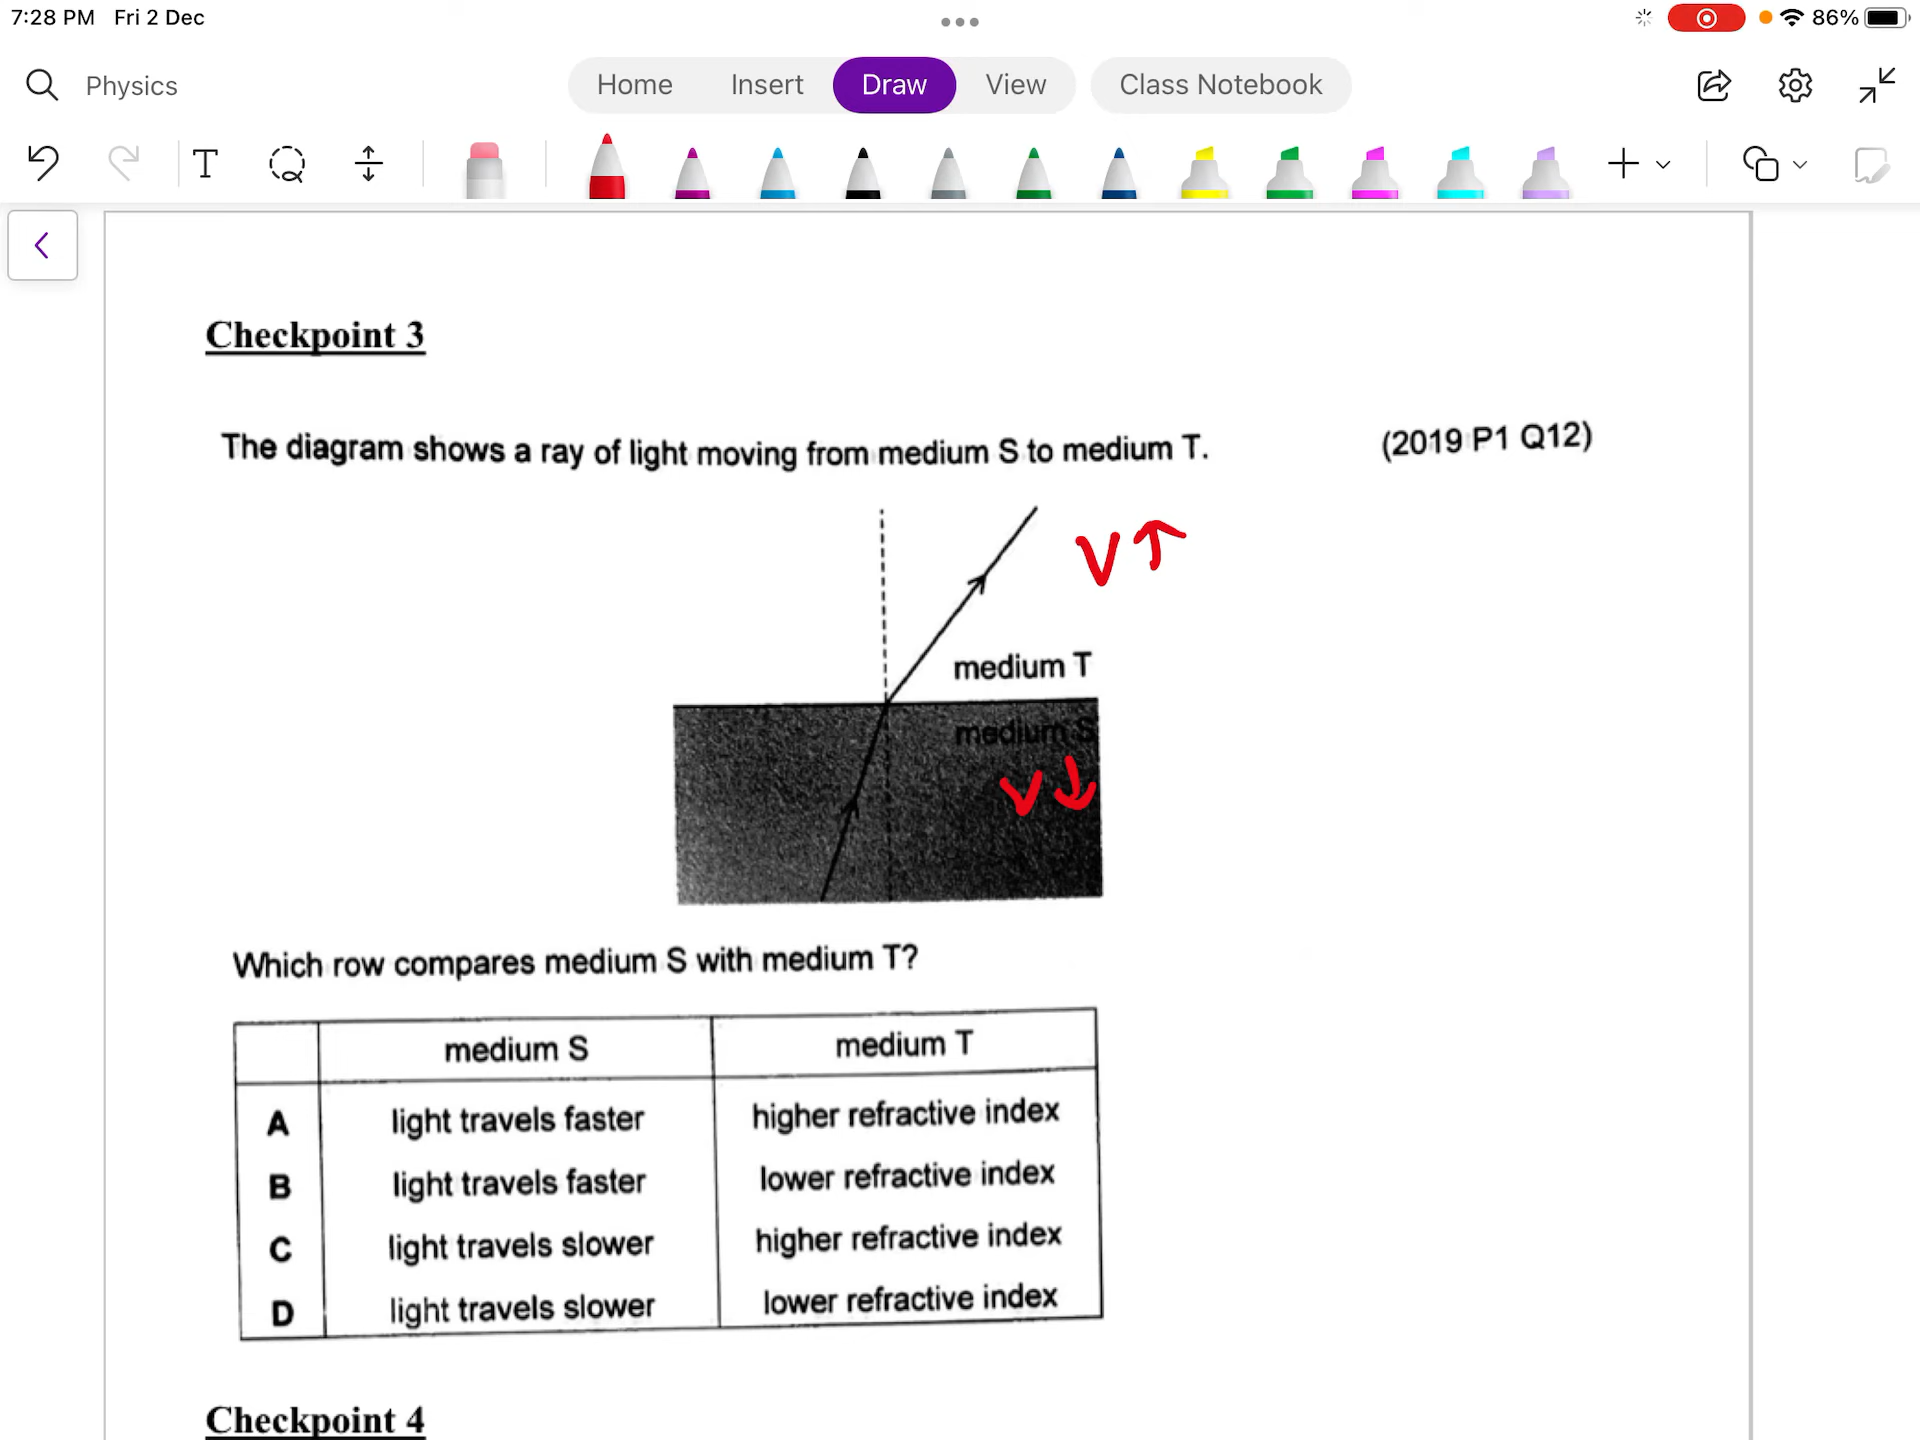 7:28 PM Fri 2 Dec
86%
Physics
Home Insert Draw View Class Notebook
T
Checkpoint 3
The diagram shows a ray of light moving from medium S to medium T. (2019 P1 Q12)
V↑
medium T
medium S
V↓
Which row compares medium S with medium T?
medium S medium T
A light travels faster higher refractive index
B light travels faster lower refractive index
C light travels slower higher refractive index
D light travels slower lower refractive index
Checkpoint 4